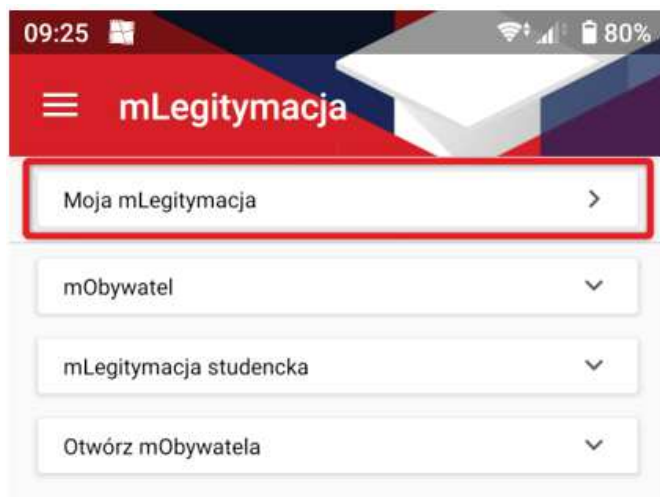 09:25 80%
mLegitymacja
Moja mLegitymacja
mObywatel
mLegitymacja studencka
Otwórz mObywatela